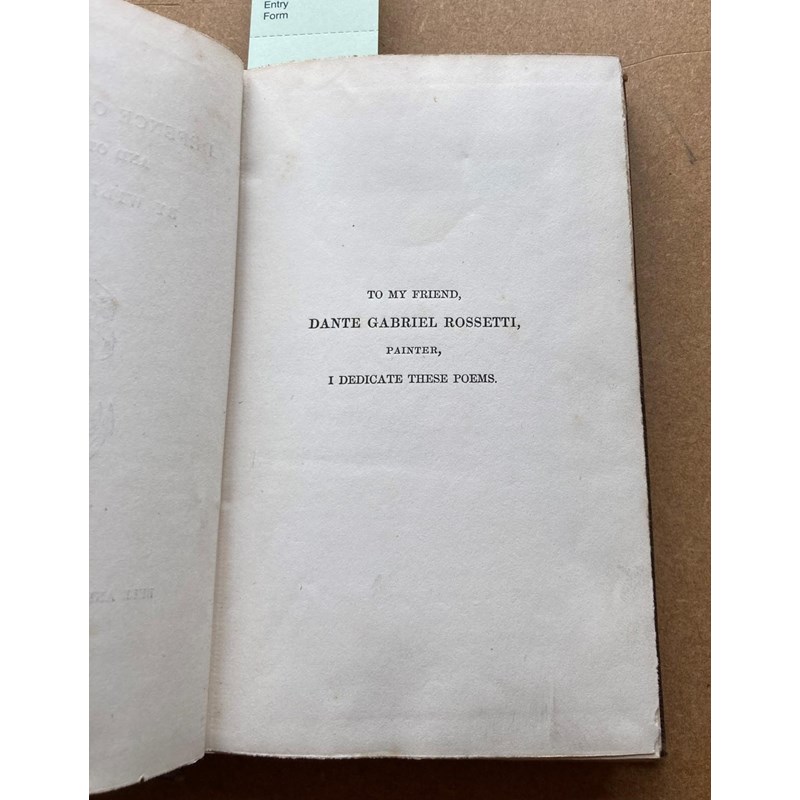 Entry
Form
TO MY FRIEND,
DANTE GABRIEL ROSSETTI,
PAINTER,
I DEDICATE THESE POEMS.